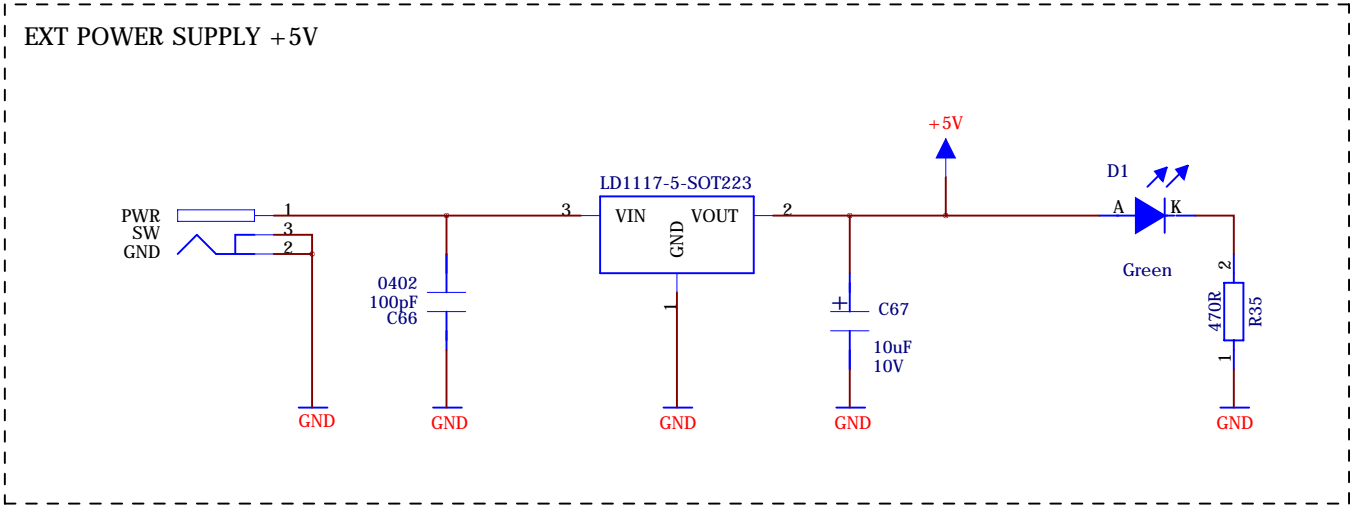 EXT POWER SUPPLY +5V
+5V
D1
LD1117-5-SOT223
PWR
1
3
VIN
VOUT
2
A
K
SW
3
GND
2
GND
1
Green
2
470R
R35
1
0402
100pF
C66
+
C67
10uF
10V
GND
GND
GND
GND
GND